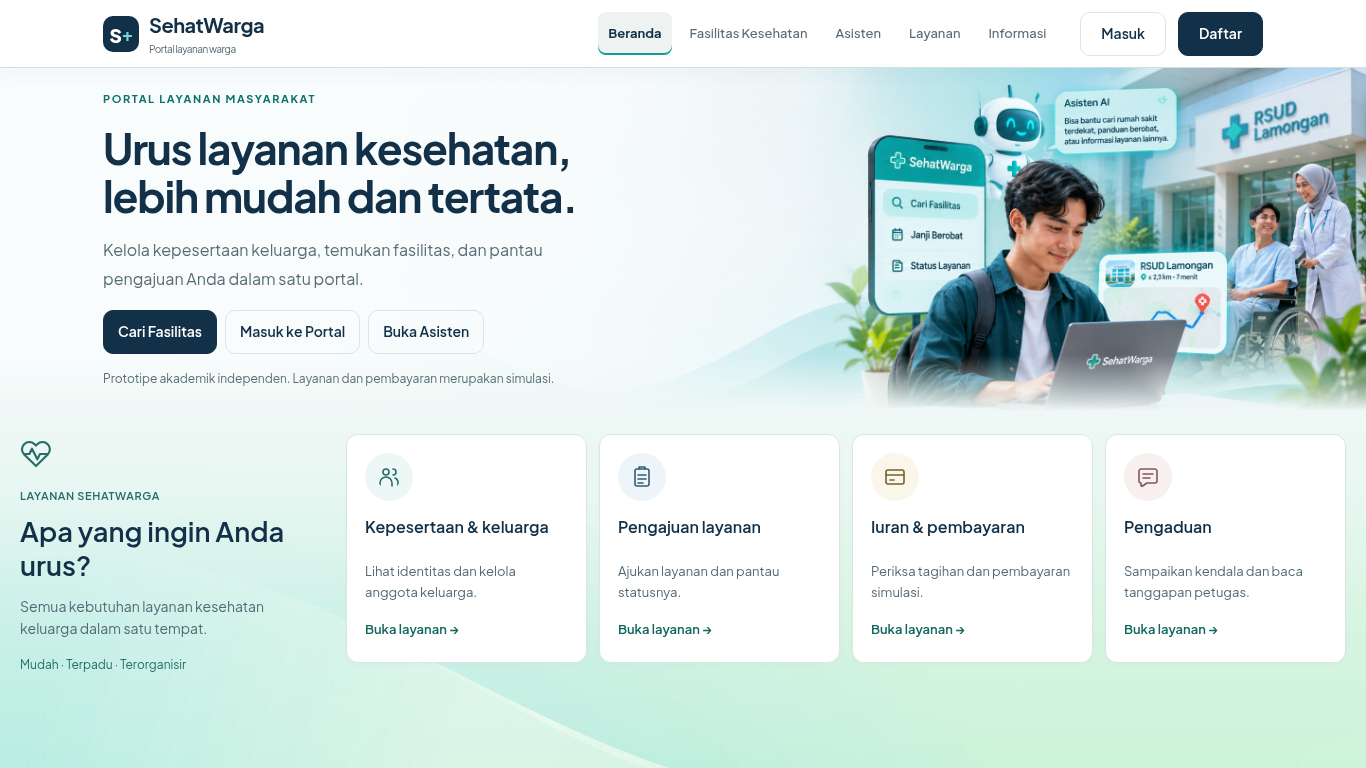 S+
SehatWarga
Portal layanan warga
Beranda
Fasilitas Kesehatan
Asisten
Layanan
Informasi
Masuk
Daftar
PORTAL LAYANAN MASYARAKAT
Urus layanan kesehatan,
lebih mudah dan tertata.
Kelola kepesertaan keluarga, temukan fasilitas, dan pantau
pengajuan Anda dalam satu portal.
Cari Fasilitas
Masuk ke Portal
Buka Asisten
Prototipe akademik independen. Layanan dan pembayaran merupakan simulasi.
Asisten AI
Bisa bantu cari rumah sakit
terdekat, panduan berobat,
atau informasi layanan lainnya.
RSUD
Lamongan
SehatWarga
Cari Fasilitas
Janji Berobat
Status Layanan
RSUD Lamongan
± 2,3 km • 7 menit
SehatWarga
LAYANAN SEHATWARGA
Apa yang ingin Anda
urus?
Semua kebutuhan layanan kesehatan
keluarga dalam satu tempat.
Mudah · Terpadu · Terorganisir
Kepesertaan & keluarga
Lihat identitas dan kelola
anggota keluarga.
Buka layanan →
Pengajuan layanan
Ajukan layanan dan pantau
statusnya.
Buka layanan →
Iuran & pembayaran
Periksa tagihan dan pembayaran
simulasi.
Buka layanan →
Pengaduan
Sampaikan kendala dan baca
tanggapan petugas.
Buka layanan →